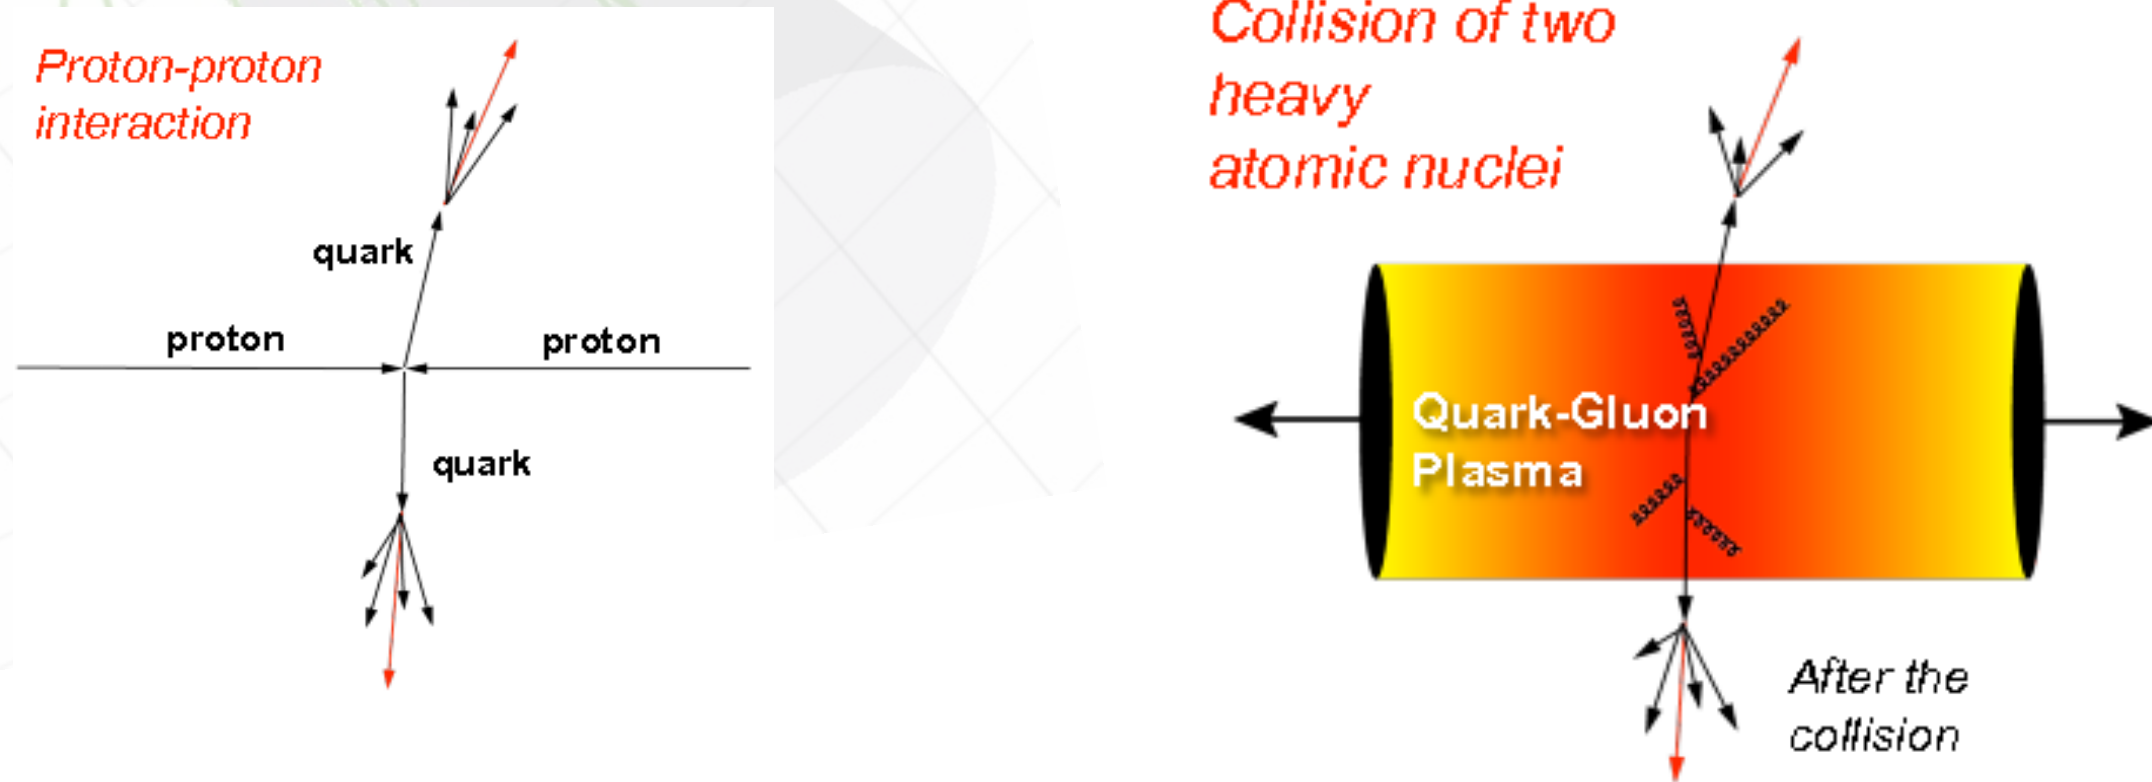 Proton-proton
interaction
quark
proton
proton
quark
Collision of two
heavy
atomic nuclei
Quark-Gluon
Plasma
After the
collision